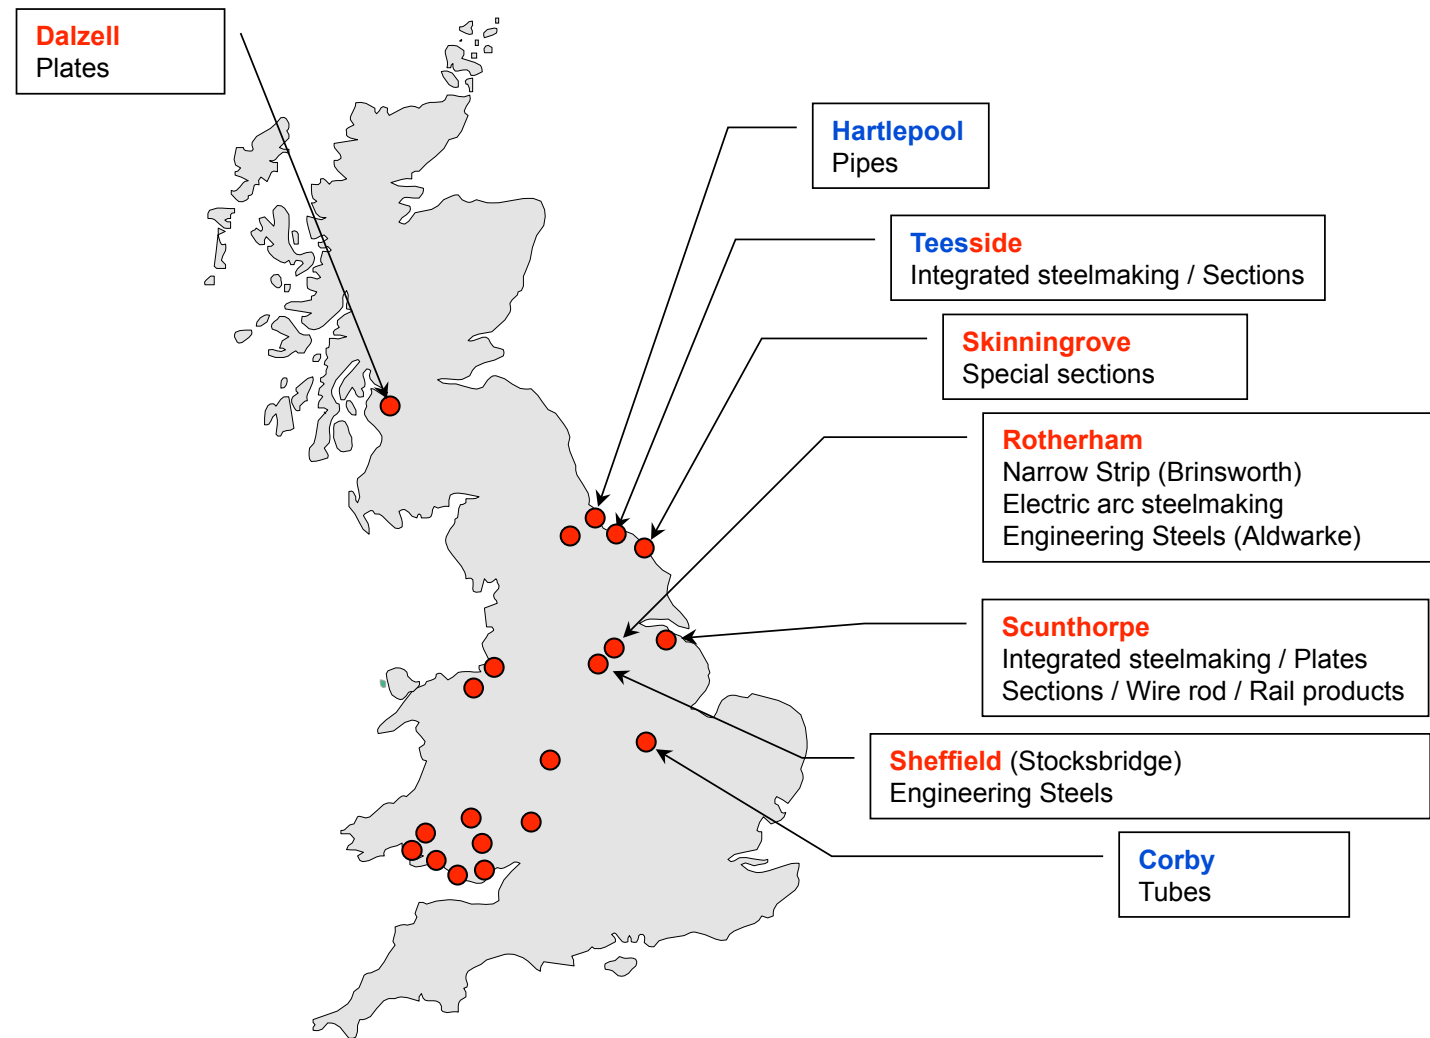 Dalzell
Plates
Hartlepool
Pipes
Teesside
Integrated steelmaking / Sections
Skinningrove
Special sections
Rotherham
Narrow Strip (Brinsworth)
Electric arc steelmaking
Engineering Steels (Aldwarke)
Scunthorpe
Integrated steelmaking / Plates
Sections / Wire rod / Rail products
Sheffield (Stocksbridge)
Engineering Steels
Corby
Tubes